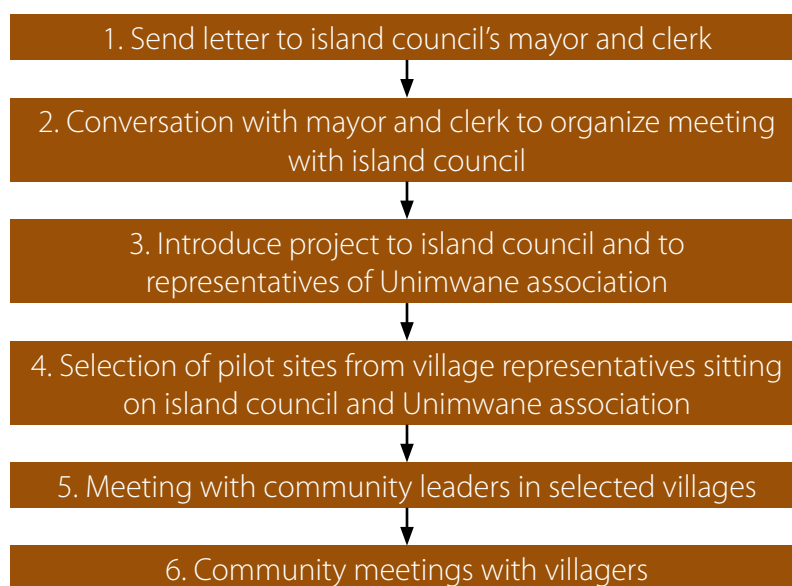 1. Send letter to island council’s mayor and clerk
2. Conversation with mayor and clerk to organize meeting
with island council
3. Introduce project to island council and to
representatives of Unimwane association
4. Selection of pilot sites from village representatives sitting
on island council and Unimwane association
5. Meeting with community leaders in selected villages
6. Community meetings with villagers